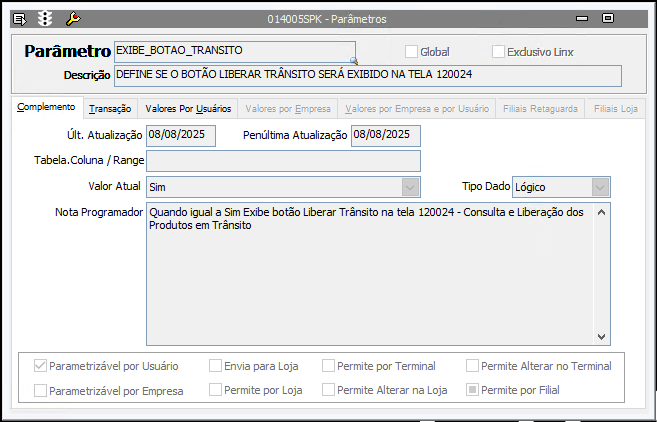 014005SPK - Parâmetros
Parâmetro EXIBE_BOTAO_TRANSITO Global Exclusivo Linx
Descrição DEFINE SE O BOTÃO LIBERAR TRÂNSITO SERÁ EXIBIDO NA TELA 120024
Complemento Transação Valores Por Usuários Valores por Empresa Valores por Empresa e por Usuário Filiais Retaguarda Filiais Loja
Últ. Atualização 08/08/2025 Penúltima Atualização 08/08/2025
Tabela.Coluna / Range
Valor Atual Sim Tipo Dado Lógico
Nota Programador Quando igual a Sim Exibe botão Liberar Trânsito na tela 120024 - Consulta e Liberação dos
Produtos em Trânsito
Parametrizável por Usuário Envia para Loja Permite por Terminal Permite Alterar no Terminal
Parametrizável por Empresa Permite por Loja Permite Alterar na Loja Permite por Filial